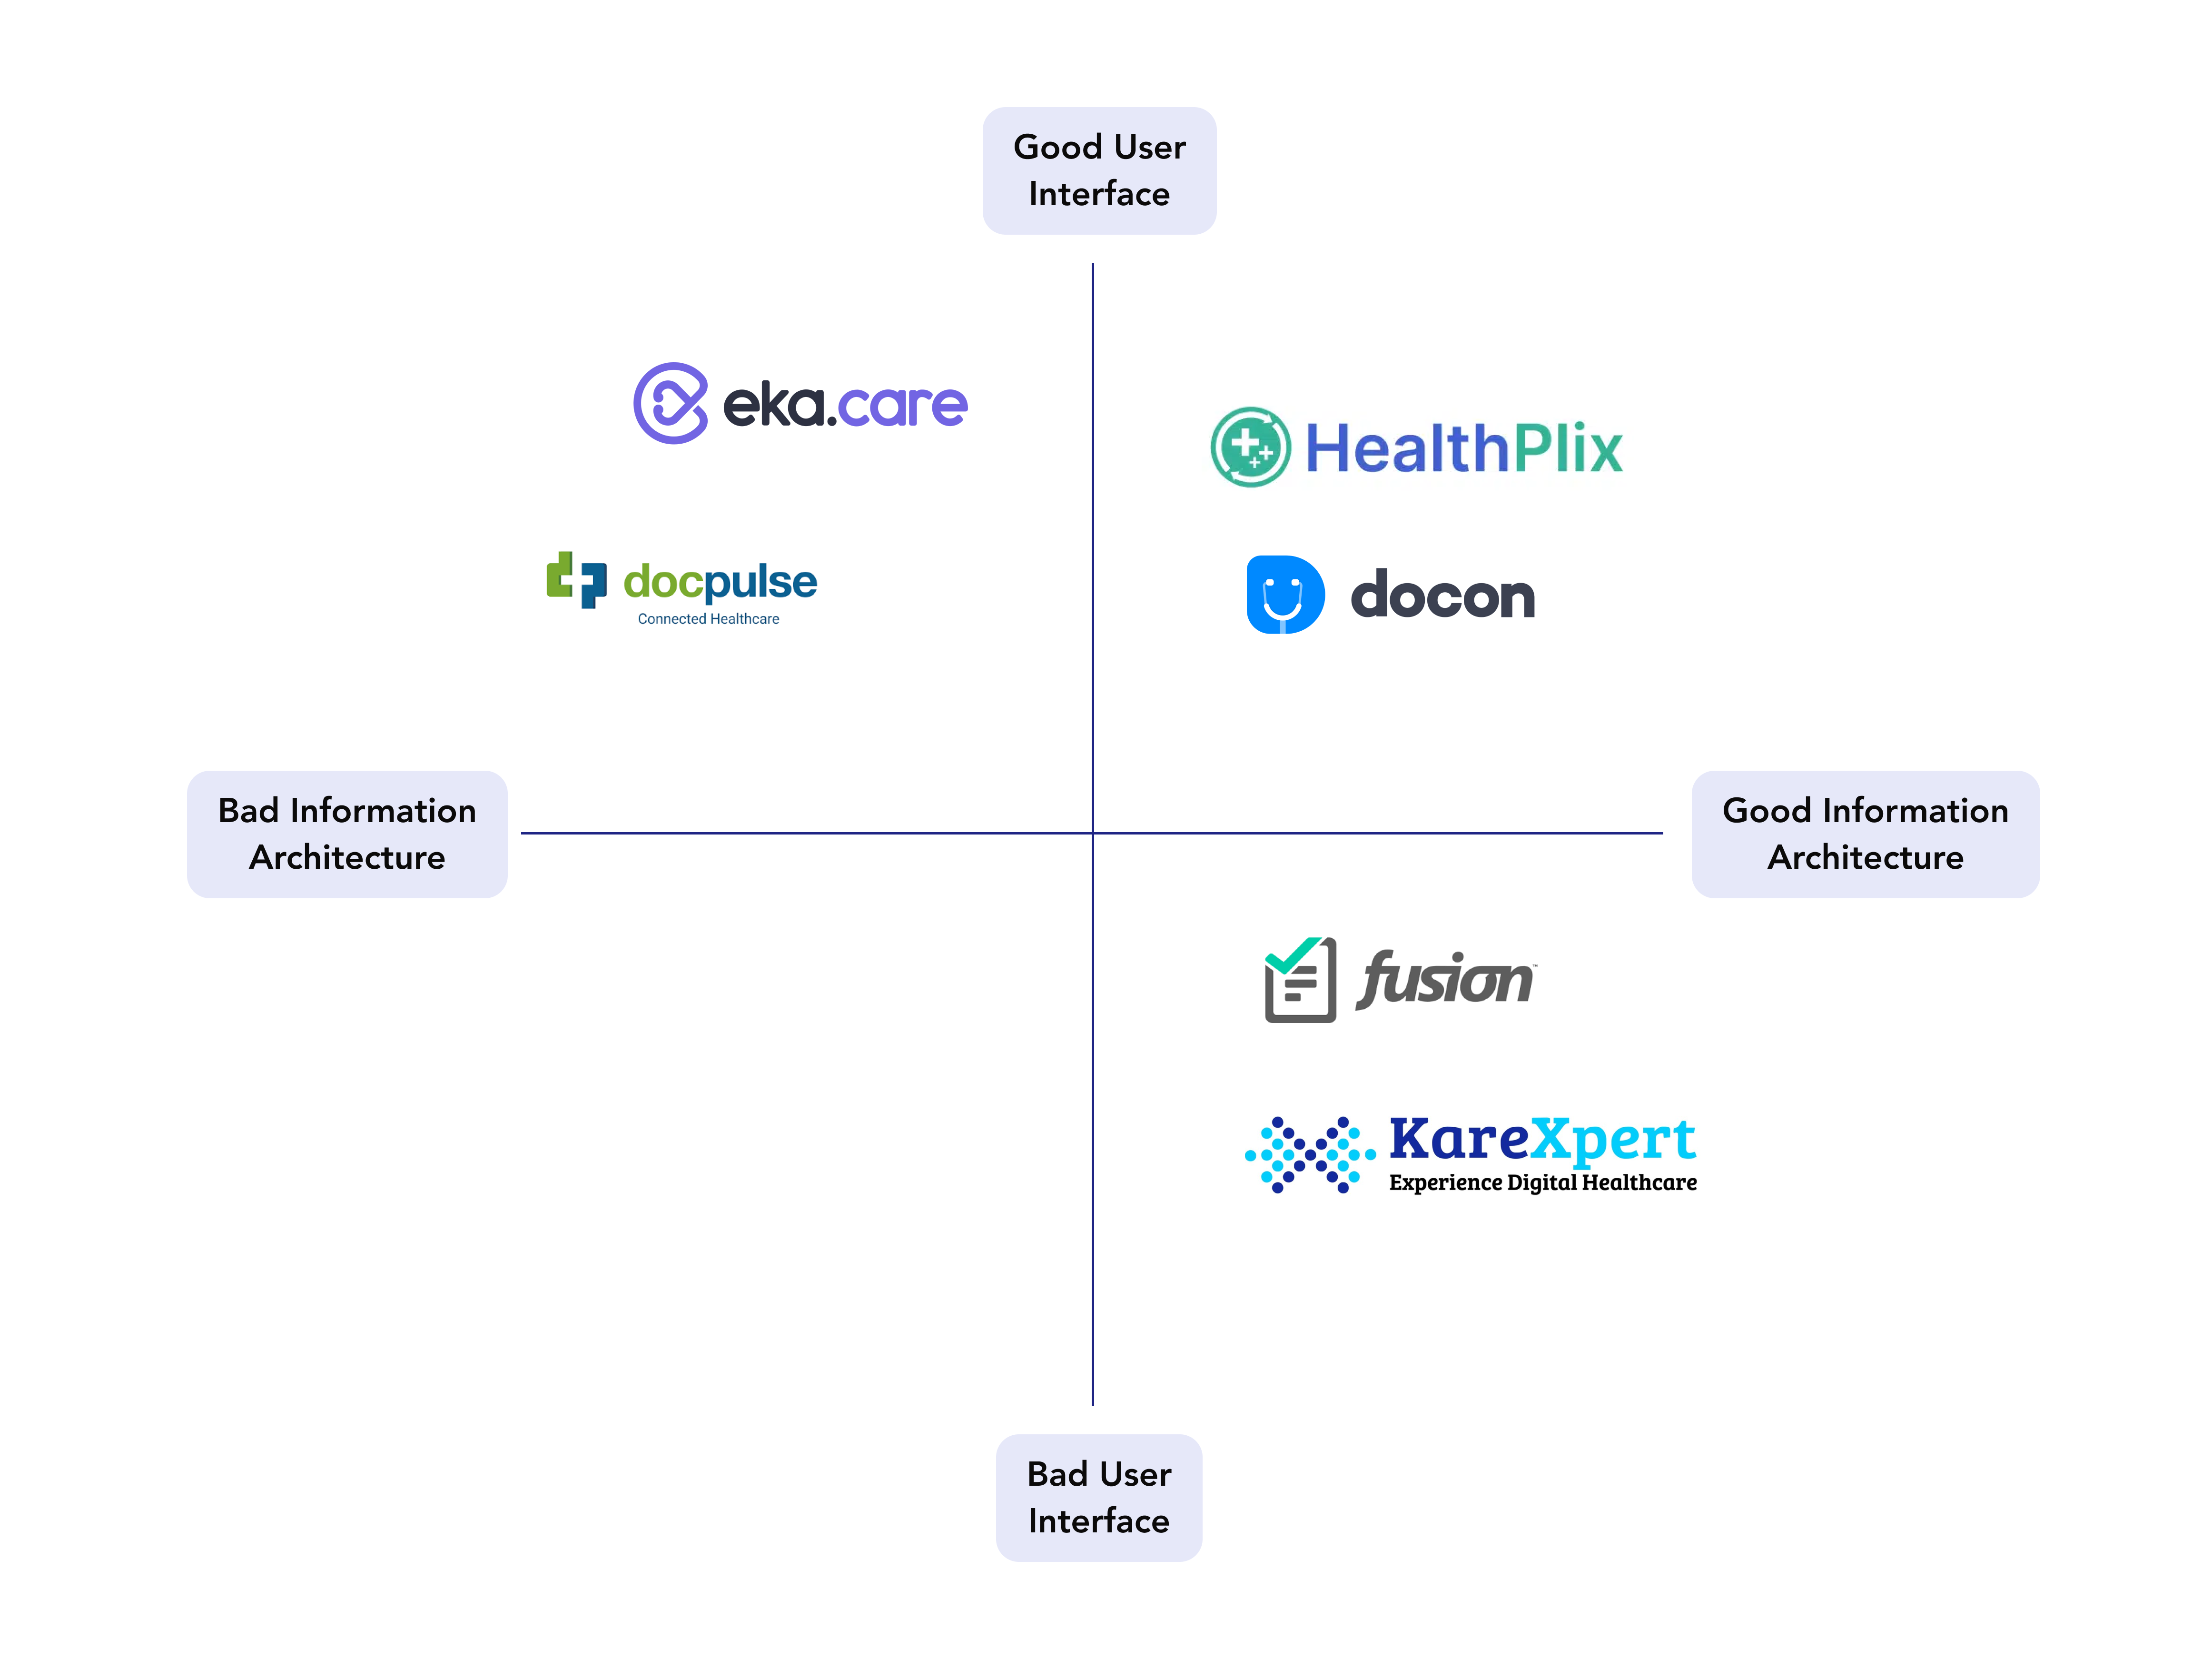 Good User
Interface
eka.care
HealthPlix
docpulse
Connected Healthcare
docon
Bad Information
Architecture
Good Information
Architecture
fusion™
KareXpert
Experience Digital Healthcare
Bad User
Interface